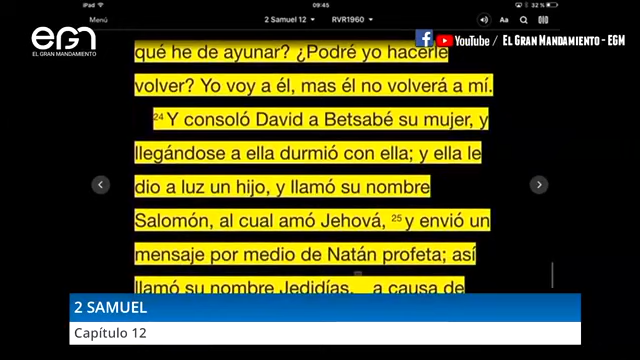 iPad
09:45
32 %
Menú
2 Samuel 12
RVR1960
Aa
EGM
EL GRAN MANDAMIENTO
YouTube / EL GRAN MANDAMIENTO - EGM
qué he de ayunar? ¿Podré yo hacerle
volver? Yo voy a él, mas él no volverá a mí.
24 Y consoló David a Betsabé su mujer, y
llegándose a ella durmió con ella; y ella le
dio a luz un hijo, y llamó su nombre
Salomón, al cual amó Jehová, 25 y envió un
mensaje por medio de Natán profeta; así
llamó su nombre Jedidías, a causa de
2 SAMUEL
Capítulo 12